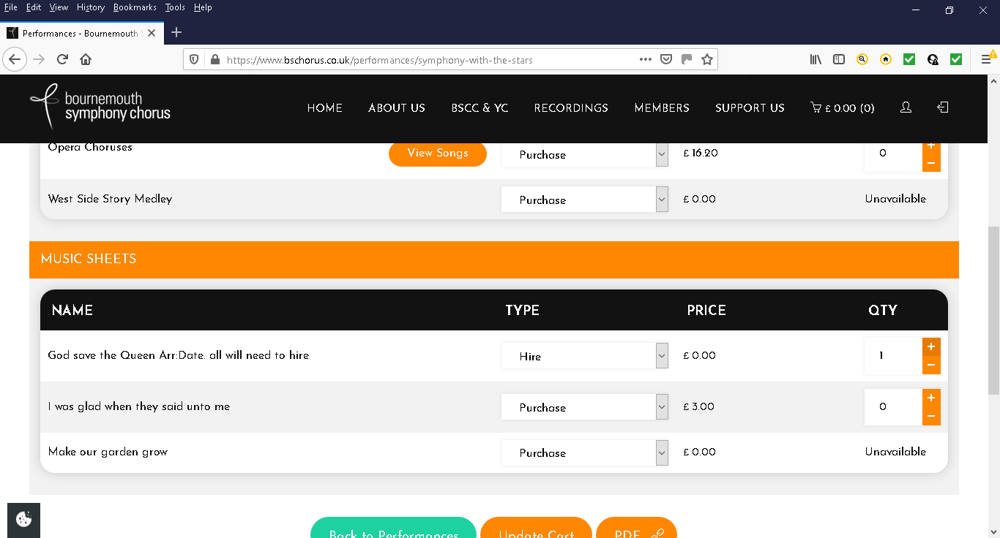 File Edit View History Bookmarks Tools Help
Performances - Bournemouth S
https://www.bschorus.co.uk/performances/symphony-with-the-stars
bournemouth
symphony chorus
HOME ABOUT US BSCC & YC RECORDINGS MEMBERS SUPPORT US £ 0.00 (0)
Opera Choruses View Songs Purchase £ 16.20 0 + −
West Side Story Medley Purchase £ 0.00 Unavailable
MUSIC SHEETS
NAME TYPE PRICE QTY
God save the Queen Arr:Date. all will need to hire Hire £ 0.00 1 + −
I was glad when they said unto me Purchase £ 3.00 0 + −
Make our garden grow Purchase £ 0.00 Unavailable
Back to Performances Update Cart PDF